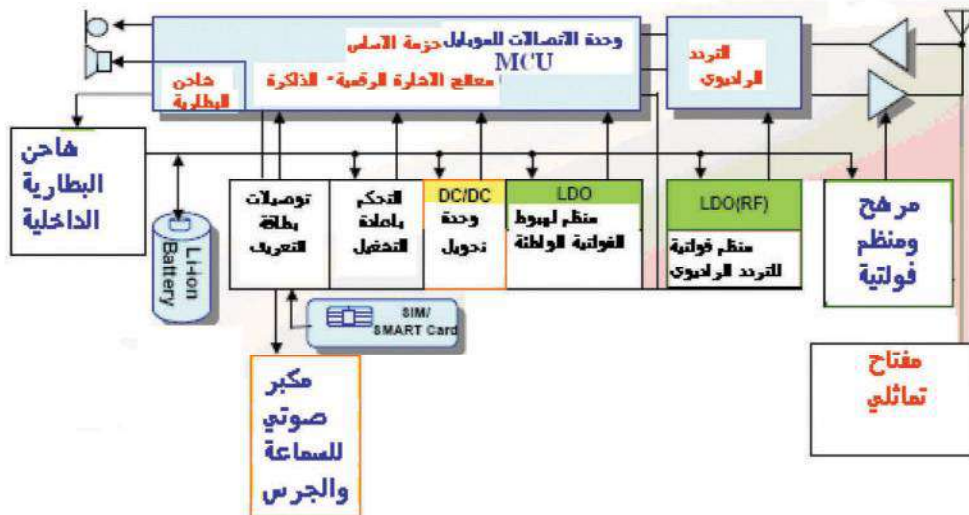 وحدة الاتصالات للموبايل حزمة الاساس
MCU
معالج الاشارة الرقمية- الذاكرة
شاحن
البطارية
التردد
الراديوي
شاحن
البطارية
الداخلية
Li-ion
Battery
توصيلات
بطاقة
التعريف
التحكم
باعادة
التشغيل
DC/DC
وحدة
تحويل
LDO
منظم لهبوط
الفولتية الواطئة
LDO(RF)
منظم فولتية
للتردد الراديوي
مرشح
ومنظم
فولتية
SIM/
SMART Card
مكبر
صوتي
للسماعة
والجرس
مفتاح
تماثلي